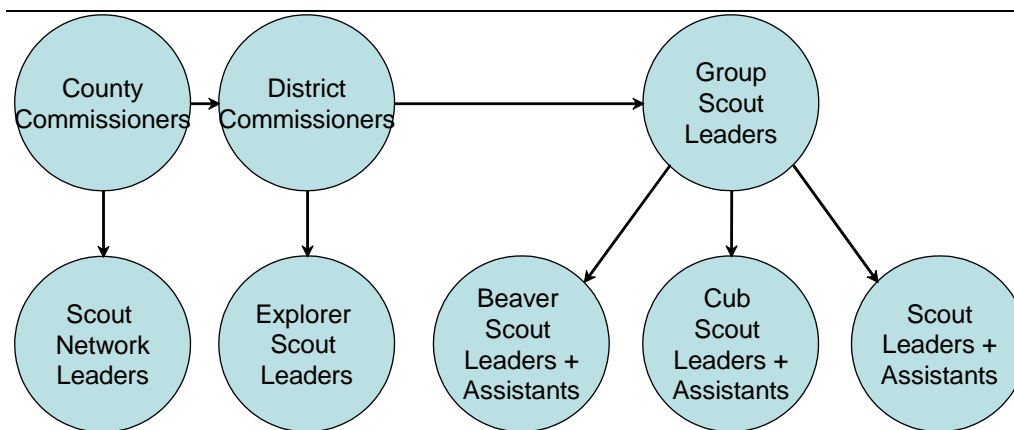 County
Commissioners
District
Commissioners
Group
Scout
Leaders
Scout
Network
Leaders
Explorer
Scout
Leaders
Beaver
Scout
Leaders +
Assistants
Cub
Scout
Leaders +
Assistants
Scout
Leaders +
Assistants